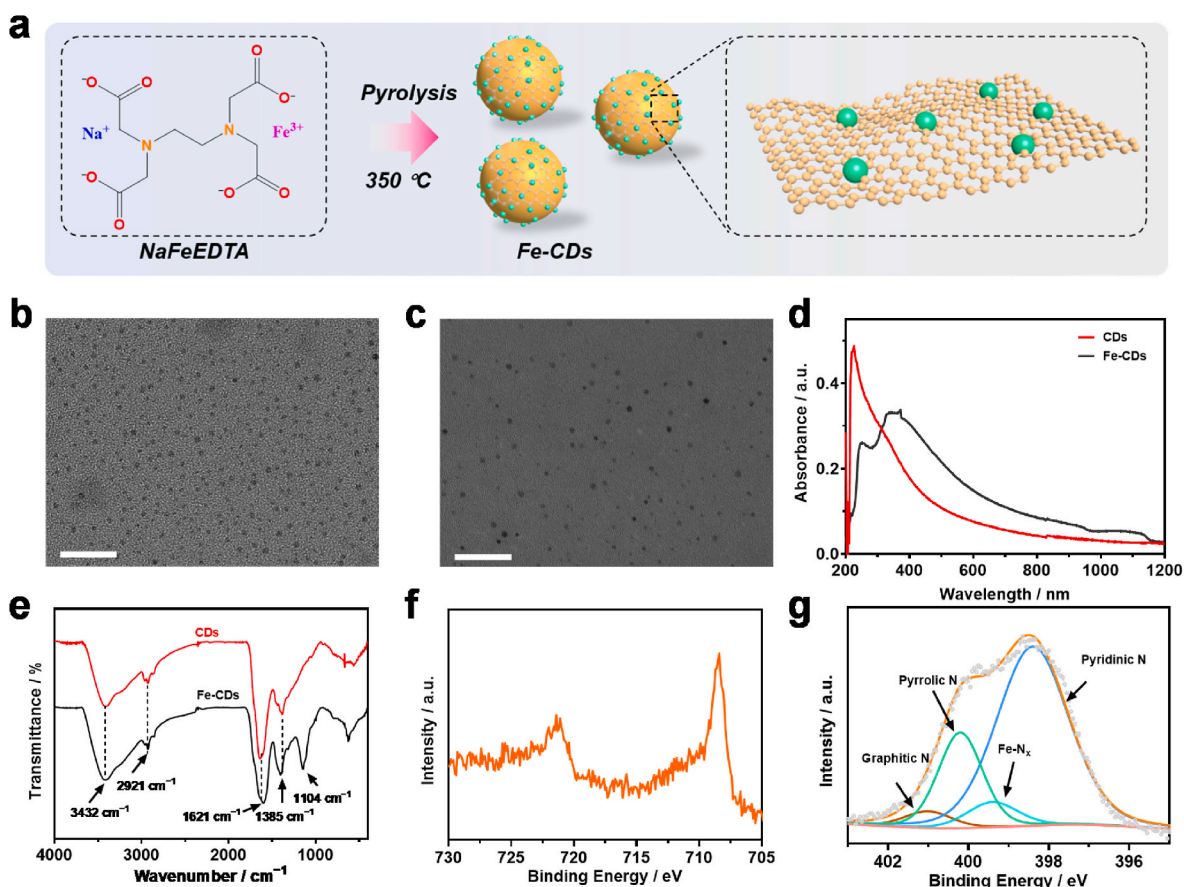 a
O
⁻O
O
O⁻
Na⁺
N
N
Fe³⁺
⁻O
O
⁻O
O
NaFeEDTA
Pyrolysis
350 °C
Fe-CDs
b
c
d
CDs
Fe-CDs
Absorbance / a.u.
0.4
0.2
0.0
200
400
600
800
1000
1200
Wavelength / nm
e
CDs
Fe-CDs
Transmittance / %
3432 cm⁻¹
2921 cm⁻¹
1621 cm⁻¹
1385 cm⁻¹
1104 cm⁻¹
4000
3000
2000
1000
Wavenumber / cm⁻¹
f
Intensity / a.u.
730
725
720
715
710
705
Binding Energy / eV
g
Intensity / a.u.
Pyrrolic N
Pyridinic N
Graphitic N
Fe-Nₓ
402
400
398
396
Binding Energy / eV